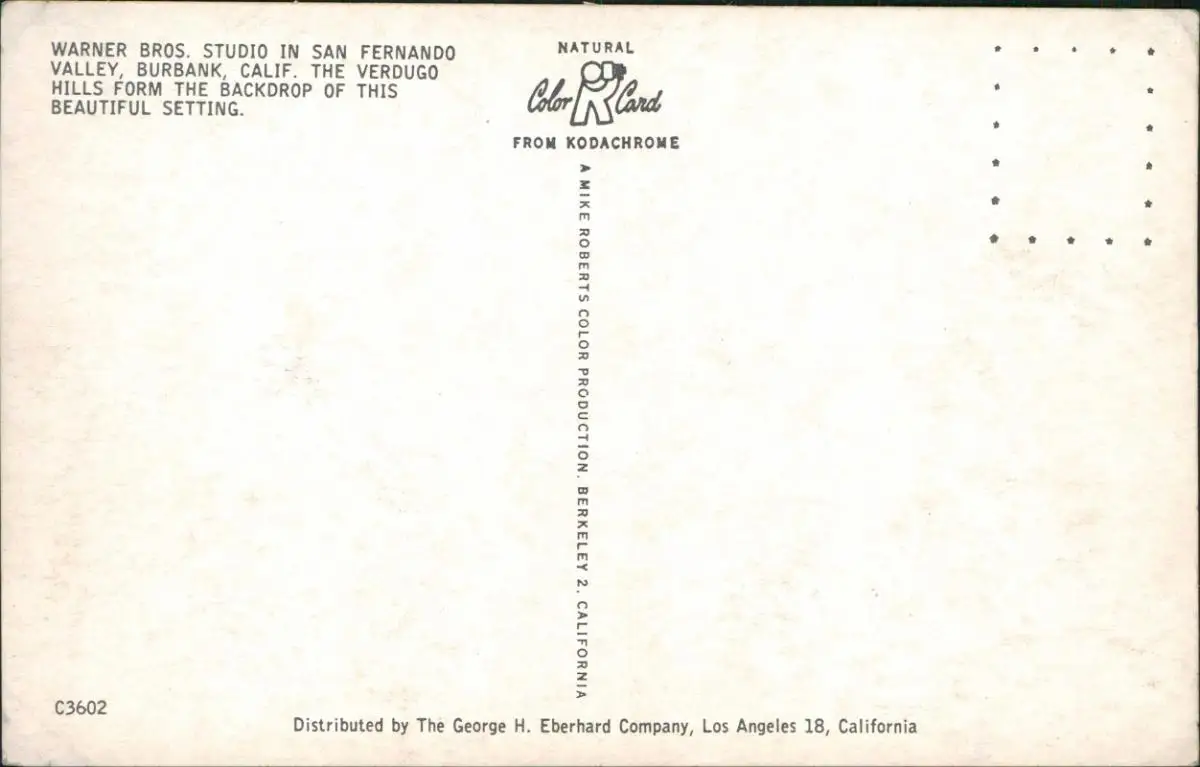 WARNER BROS. STUDIO IN SAN FERNANDO
VALLEY, BURBANK, CALIF. THE VERDUGO
HILLS FORM THE BACKDROP OF THIS
BEAUTIFUL SETTING.
NATURAL
Color Card
FROM KODACHROME
A MIKE ROBERTS COLOR PRODUCTION. BERKELEY 2. CALIFORNIA
C3602
Distributed by The George H. Eberhard Company, Los Angeles 18, California